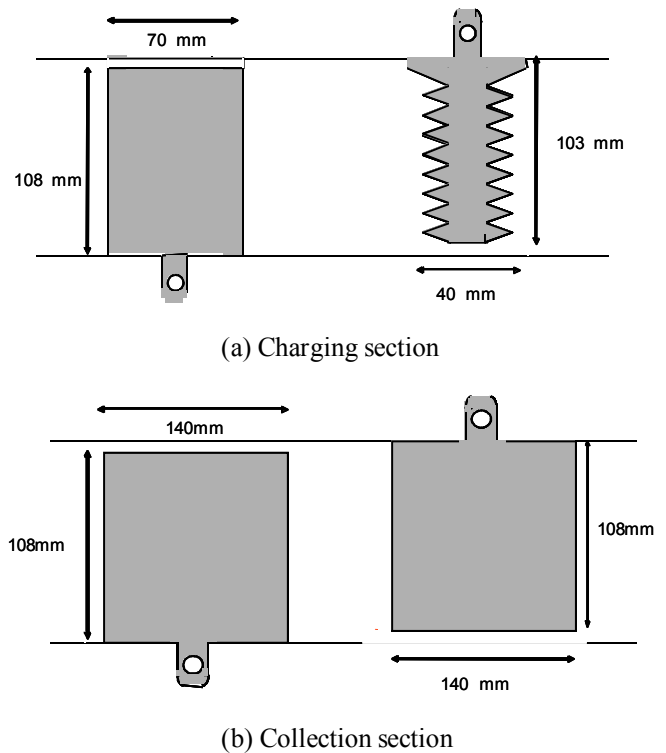 70 mm
108 mm
103 mm
40 mm
(a) Charging section
140mm
108mm
108mm
140 mm
(b) Collection section